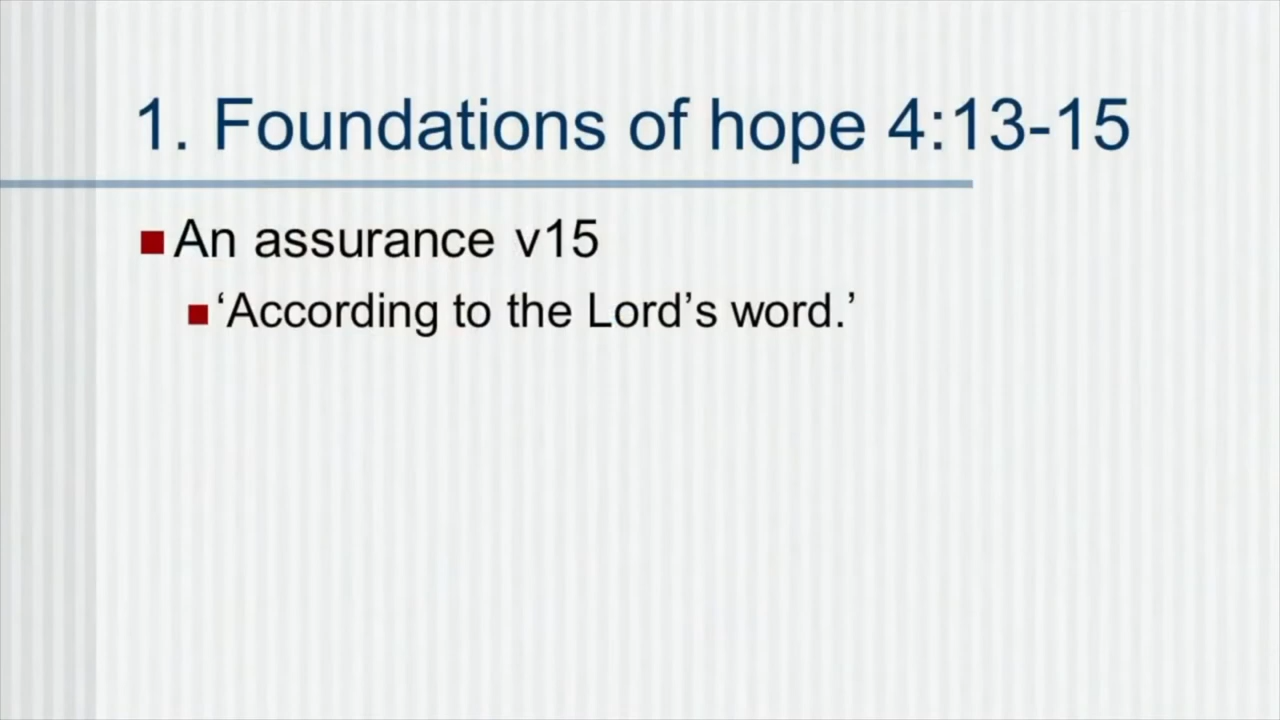 1. Foundations of hope 4:13-15
An assurance v15
‘According to the Lord’s word.’